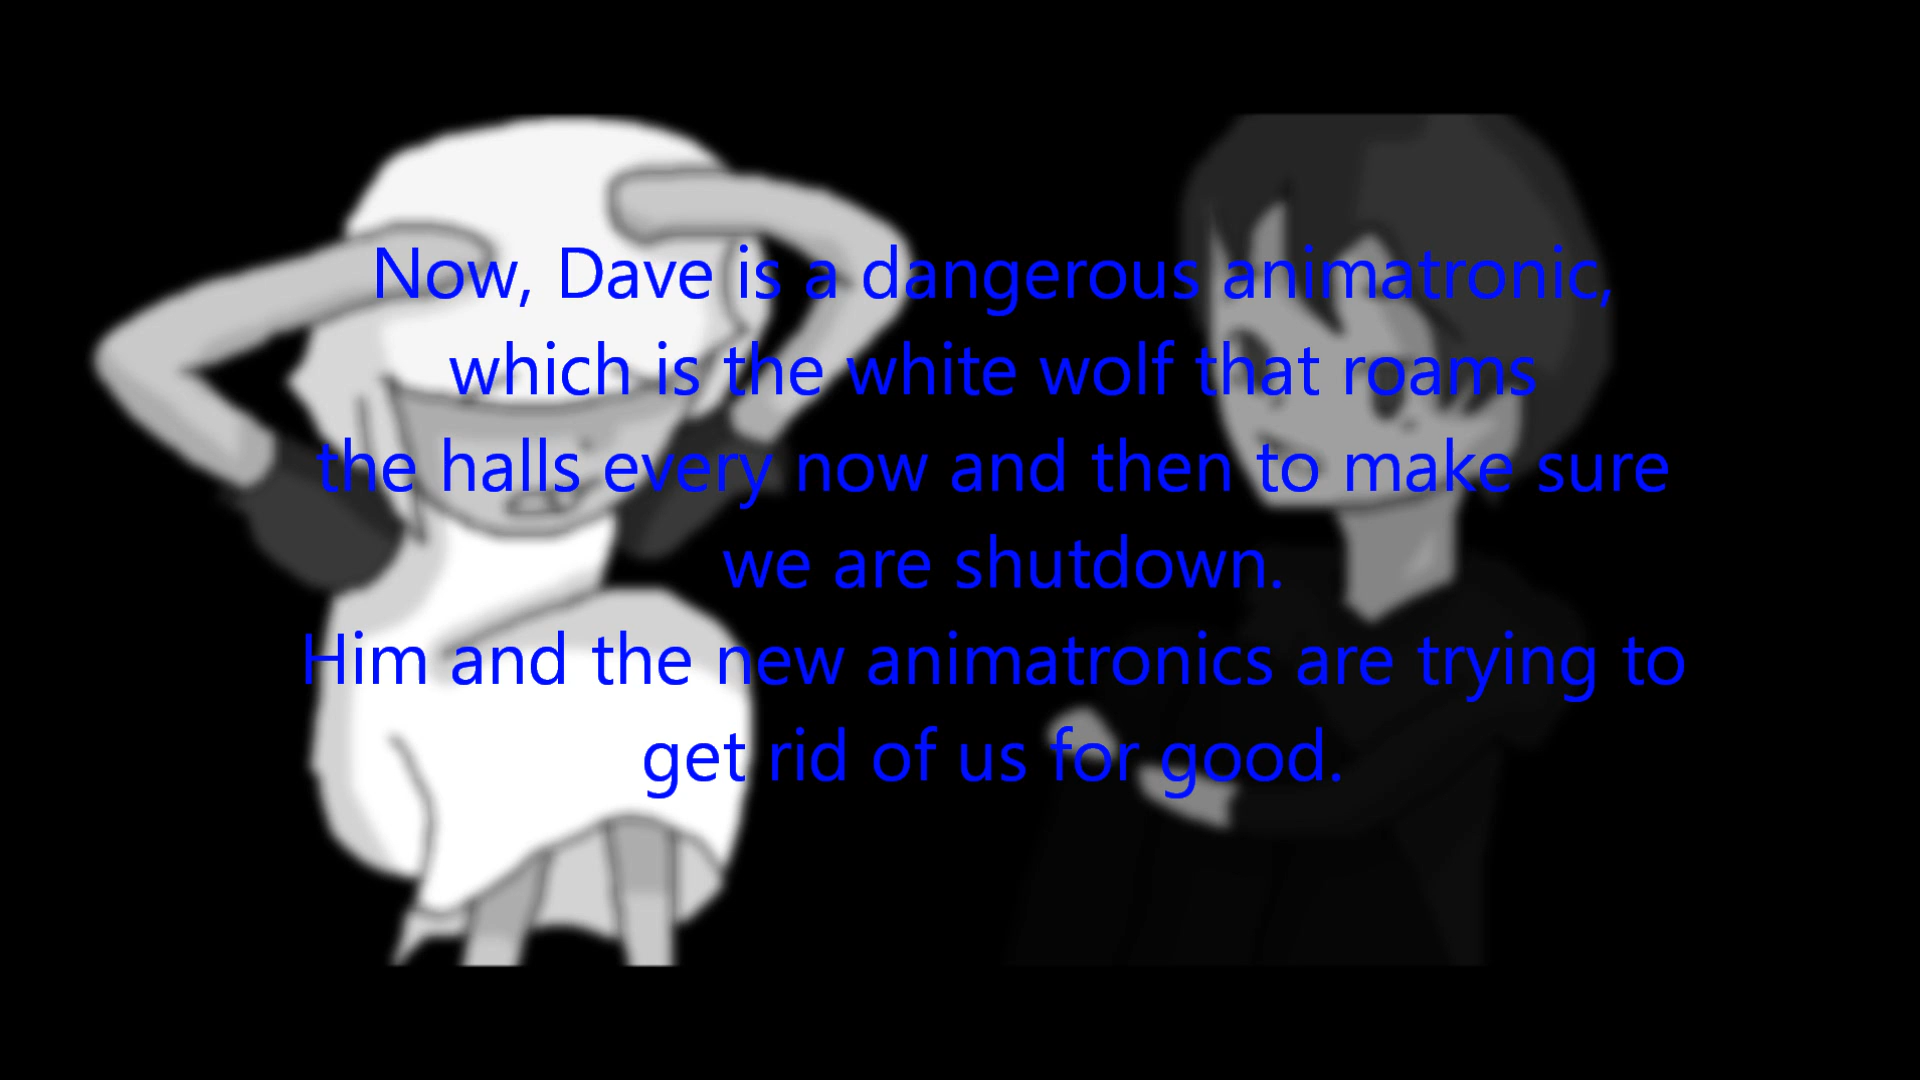 Now, Dave is a dangerous animatronic,
which is the white wolf that roams
the halls every now and then to make sure
we are shutdown.
Him and the new animatronics are trying to
get rid of us for good.